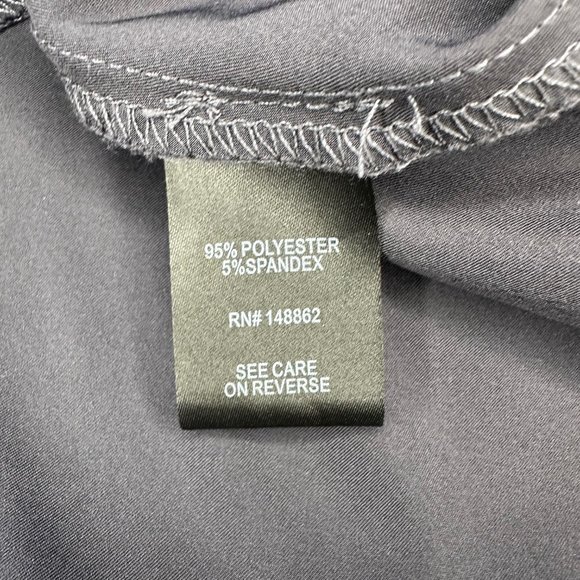 95% POLYESTER
5%SPANDEX
RN# 148862
SEE CARE
ON REVERSE